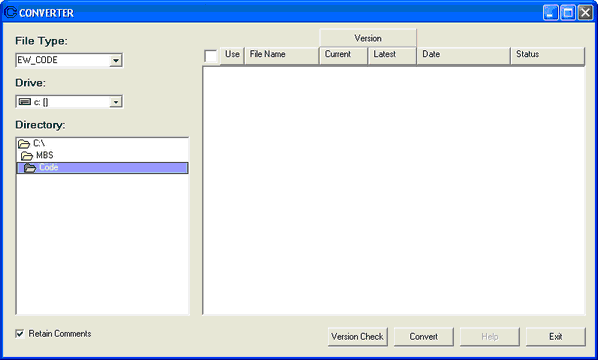 CONVERTER
File Type:
EW_CODE
Drive:
c: []
Directory:
C:\
MBS
Code
Retain Comments
Version
Use File Name Current Latest Date Status
Version Check Convert Help Exit